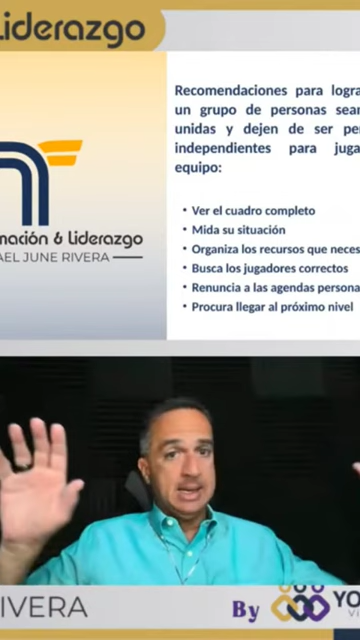 Liderazgo
Recomendaciones para logra
un grupo de personas sean
unidas y dejen de ser per
independientes para juga
equipo:
• Ver el cuadro completo
• Mida su situación
• Organiza los recursos que neces
• Busca los jugadores correctos
• Renuncia a las agendas persona
• Procura llegar al próximo nivel
mación & Liderazgo
AEL JUNE RIVERA
RIVERA
By
YO
VI